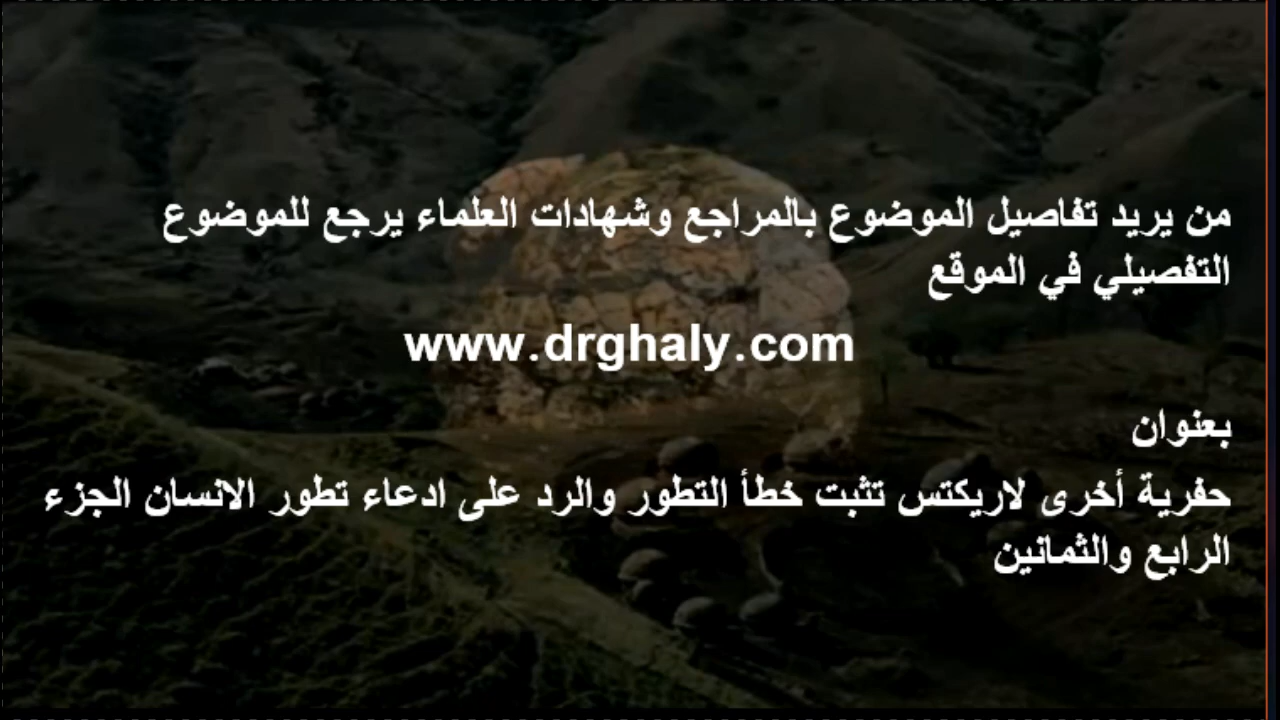 من يريد تفاصيل الموضوع بالمراجع وشهادات العلماء يرجع للموضوع
التفصيلي في الموقع
www.drghaly.com
بعنوان
حفرية أخرى لاريكتس تثبت خطأ التطور والرد على ادعاء تطور الانسان الجزء
الرابع والثمانين